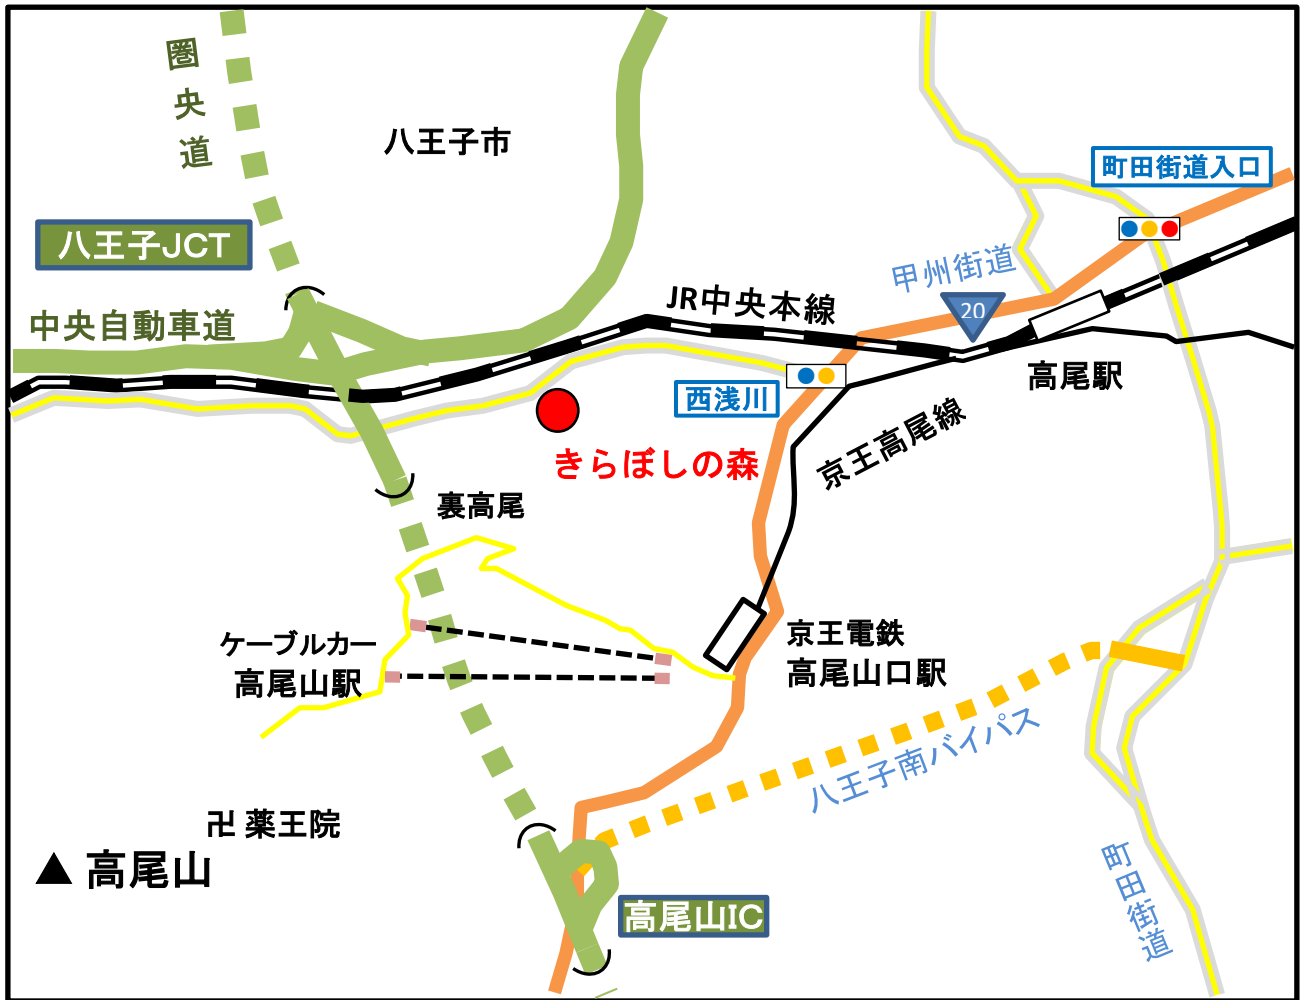 圏央道
八王子市
町田街道入口
八王子JCT
甲州街道
20
JR中央本線
中央自動車道
高尾駅
西浅川
京王高尾線
きらぼしの森
裏高尾
ケーブルカー
高尾山駅
京王電鉄
高尾山口駅
八王子南バイパス
卍 薬王院
▲ 高尾山
町田街道
高尾山IC